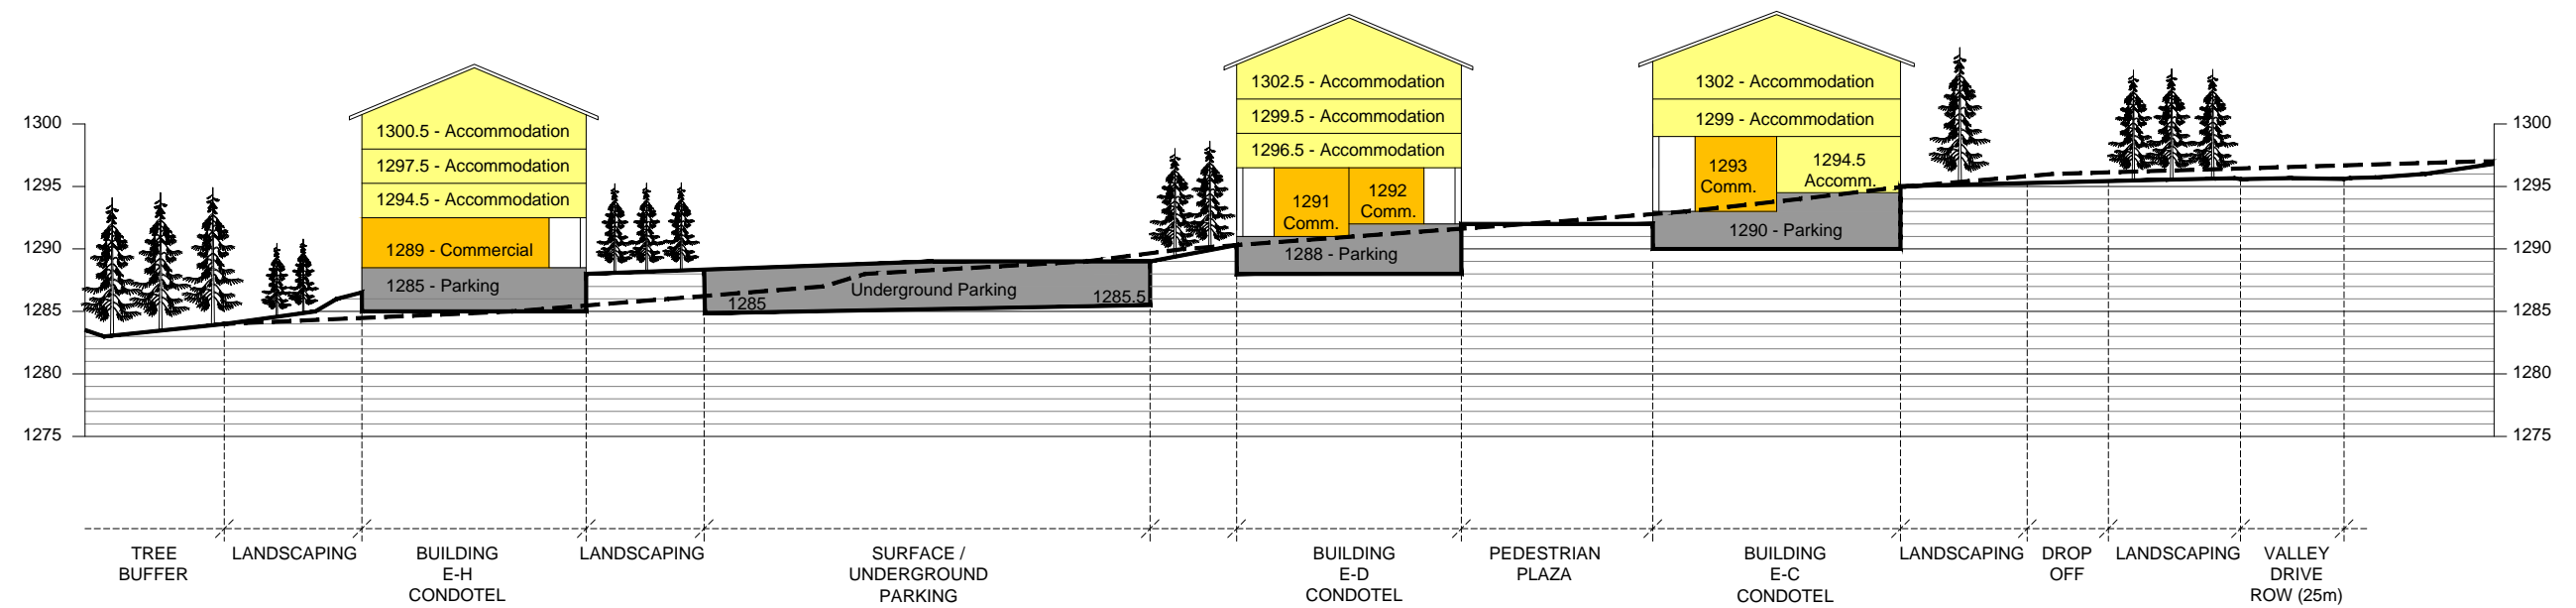 1302.5 - Accommodation
1302 - Accommodation
1300
1300.5 - Accommodation
1299.5 - Accommodation
1299 - Accommodation
1300
1297.5 - Accommodation
1296.5 - Accommodation
1295
1294.5 - Accommodation
1291
Comm.
1292
Comm.
1293
Comm.
1294.5
Accomm.
1295
1290
1289 - Commercial
1288 - Parking
1290 - Parking
1290
1285
1285 - Parking
1285
Underground Parking
1285.5
1285
1280
1280
1275
1275
TREE
BUFFER
LANDSCAPING
BUILDING
E-H
CONDOTEL
LANDSCAPING
SURFACE /
UNDERGROUND
PARKING
BUILDING
E-D
CONDOTEL
PEDESTRIAN
PLAZA
BUILDING
E-C
CONDOTEL
LANDSCAPING
DROP
OFF
LANDSCAPING
VALLEY
DRIVE
ROW (25m)